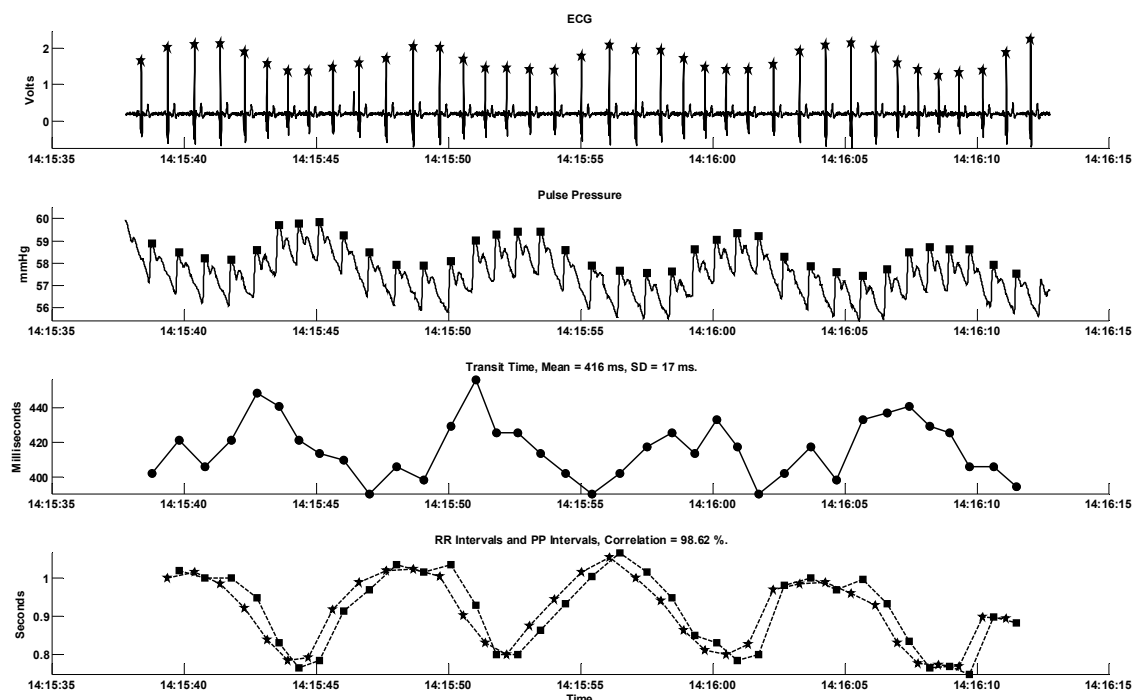 ECG
Volts
2
1
0
14:15:35 14:15:40 14:15:45 14:15:50 14:15:55 14:16:00 14:16:05 14:16:10 14:16:15
Pulse Pressure
mmHg
60
59
58
57
56
14:15:35 14:15:40 14:15:45 14:15:50 14:15:55 14:16:00 14:16:05 14:16:10 14:16:15
Transit Time, Mean = 416 ms, SD = 17 ms.
Milliseconds
440
420
400
14:15:35 14:15:40 14:15:45 14:15:50 14:15:55 14:16:00 14:16:05 14:16:10 14:16:15
RR Intervals and PP Intervals, Correlation = 98.62 %.
Seconds
1
0.9
0.8
14:15:35 14:15:40 14:15:45 14:15:50 14:15:55 14:16:00 14:16:05 14:16:10 14:16:15
Time